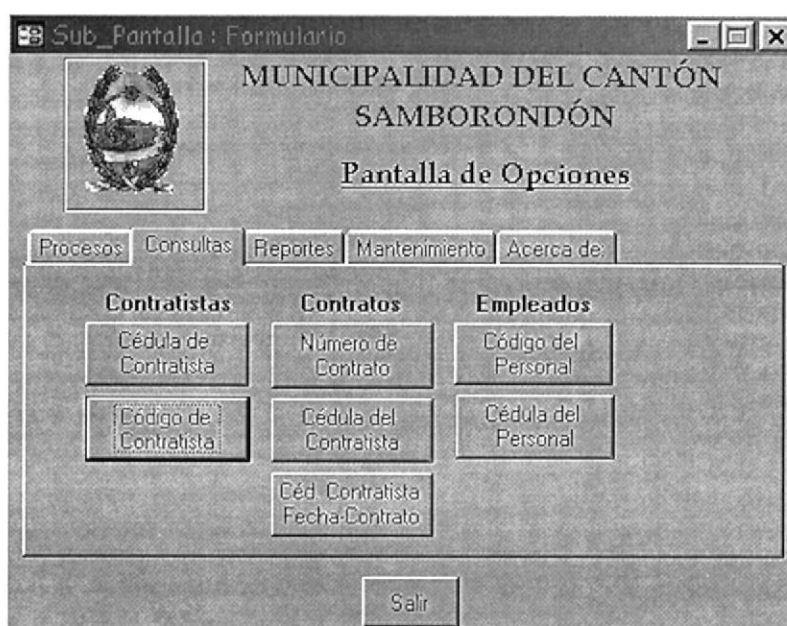 Sub_Pantalla : Formulario
MUNICIPALIDAD DEL CANTÓN
SAMBORONDÓN
Pantalla de Opciones
Procesos Consultas Reportes Mantenimiento Acerca de:
Contratistas Contratos Empleados
Cédula de
Contratista
Número de
Contrato
Código del
Personal
Código de
Contratista
Cédula del
Contratista
Cédula del
Personal
Céd. Contratista
Fecha-Contrato
Salir